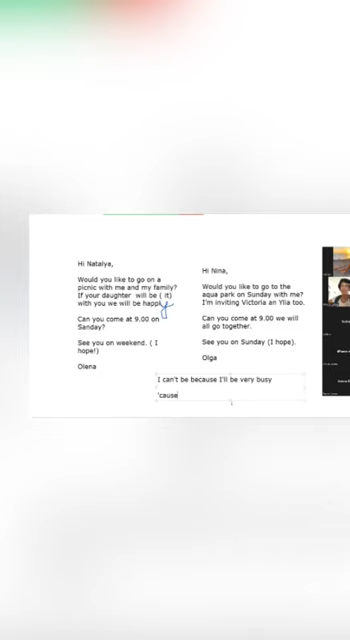 Hi Natalya,
Would you like to go on a
picnic with me and my family?
If your daughter will be ( it)
with you we will be happy
Can you come at 9.00 on
Sanday?
See you on weekend. ( I
hope!)
Olena
Hi Nina,
Would you like to go to the
aqua park on Sunday with me?
I'm inviting Victoria an Ylia too.
Can you come at 9.00 we will
all go together.
See you on Sunday (I hope).
Olga
I can't be because I'll be very busy
'cause